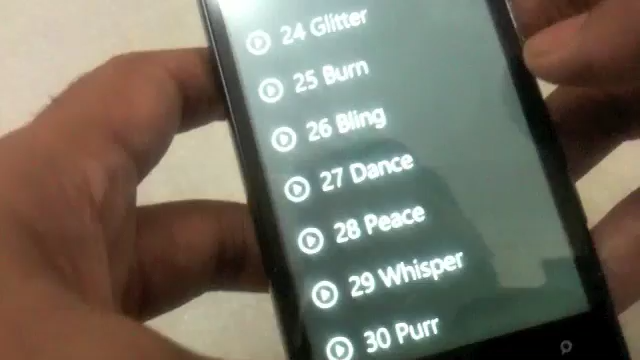 24 Glitter
25 Burn
26 Bling
27 Dance
28 Peace
29 Whisper
30 Purr